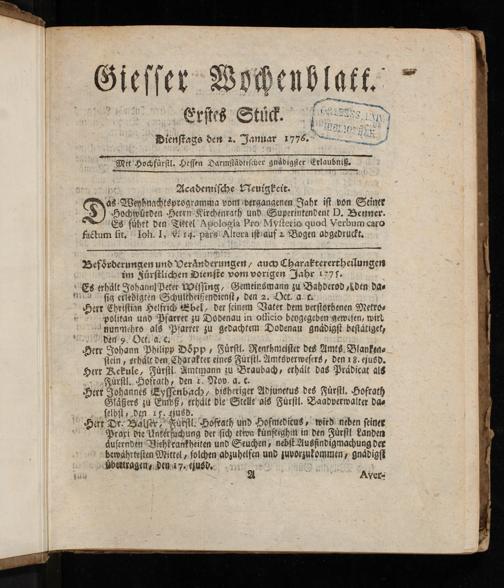 Giesser Wochenblatt.
Erstes Stück.
Dienstags den 2. Januar 1776.
Mit Hochfürstl. Hessen Darmstädtischer gnädigster Erlaubniß.
Academische Neuigkeit.
Das Weyhnachtsprogramma vom vergangenen Jahr ist von Seiner
Hochwürden Herrn Kirchenrath und Superintendent D. Benner.
Es führt den Tittel Apologia Pro Mysterio quod Verbum caro
factum sit. Joh. I, v. 14. pars Altera ist auf 2 Bogen abgedruckt.
Beförderungen und Veränderungen, auch Charakterertheilungen
im Fürstlichen Dienste vom vorigen Jahr 1775.
Es erhält Johann Peter Wissing, Gemeinsmann zu Banderod, den da-
sig erledigten Schultheisendienst, den 2. Oct. a. c.
Herr Christian Helfrich Ebel, der seinem Vater dem verstorbenen Metro-
politan und Pfarrer zu Dodenau in officio beygegeben gewesen, wird
nunmehro als Pfarrer zu gedachtem Dodenau gnädigst bestätiget,
den 9. Oct. a. c.
Herr Johann Philipp Döpp, Fürstl. Renthmeister des Amts Blanken-
stein, erhält den Charakter eines Fürstl. Amtsverwesers, den 18. ejusd.
Herr Kekule, Fürstl. Amtmann zu Braubach, erhält das Prädicat als
Fürstl. Hofrath, den 1. Nov. a. c.
Herr Johannes Eyssenbach, bisheriger Adjunctus des Fürstl. Hofrath
Gläsers zu Embß, erhält die Stelle als Fürstl. Baadverwalter da-
selbst, den 15. ejusd.
Herr Dr. Balser, Fürstl. Hofrath und Hofmedicus, wird neben seiner
Praxi die Untersuchung der sich etwa künftighin in den Fürstl Landen
äusernden Viehkrankheiten und Seuchen, nebst Ausfindigmachung der
bewährtesten Mittel, solchen abzuhelfen und zuvorzukommen, gnädigst
übertragen, den 17. ejusd.
A Aver-